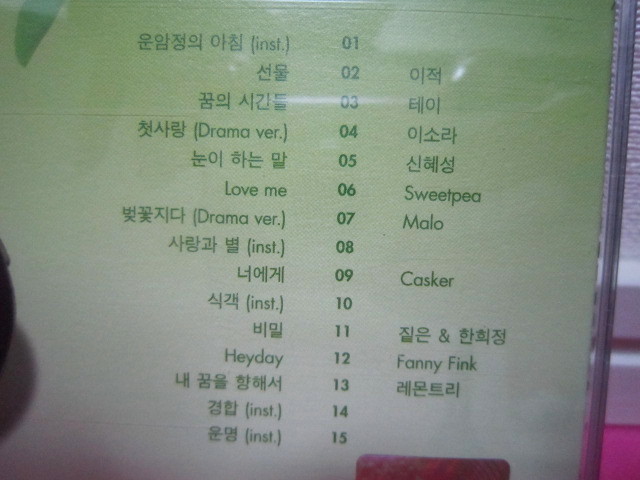 운암정의 아침 (inst.) 01
선물 02 이적
꿈의 시간들 03 테이
첫사랑 (Drama ver.) 04 이소라
눈이 하는 말 05 신혜성
Love me 06 Sweetpea
벚꽃지다 (Drama ver.) 07 Malo
사랑과 별 (inst.) 08
너에게 09 Casker
식객 (inst.) 10
비밀 11 짙은 & 한희정
Heyday 12 Fanny Fink
내 꿈을 향해서 13 레몬트리
경합 (inst.) 14
운명 (inst.) 15